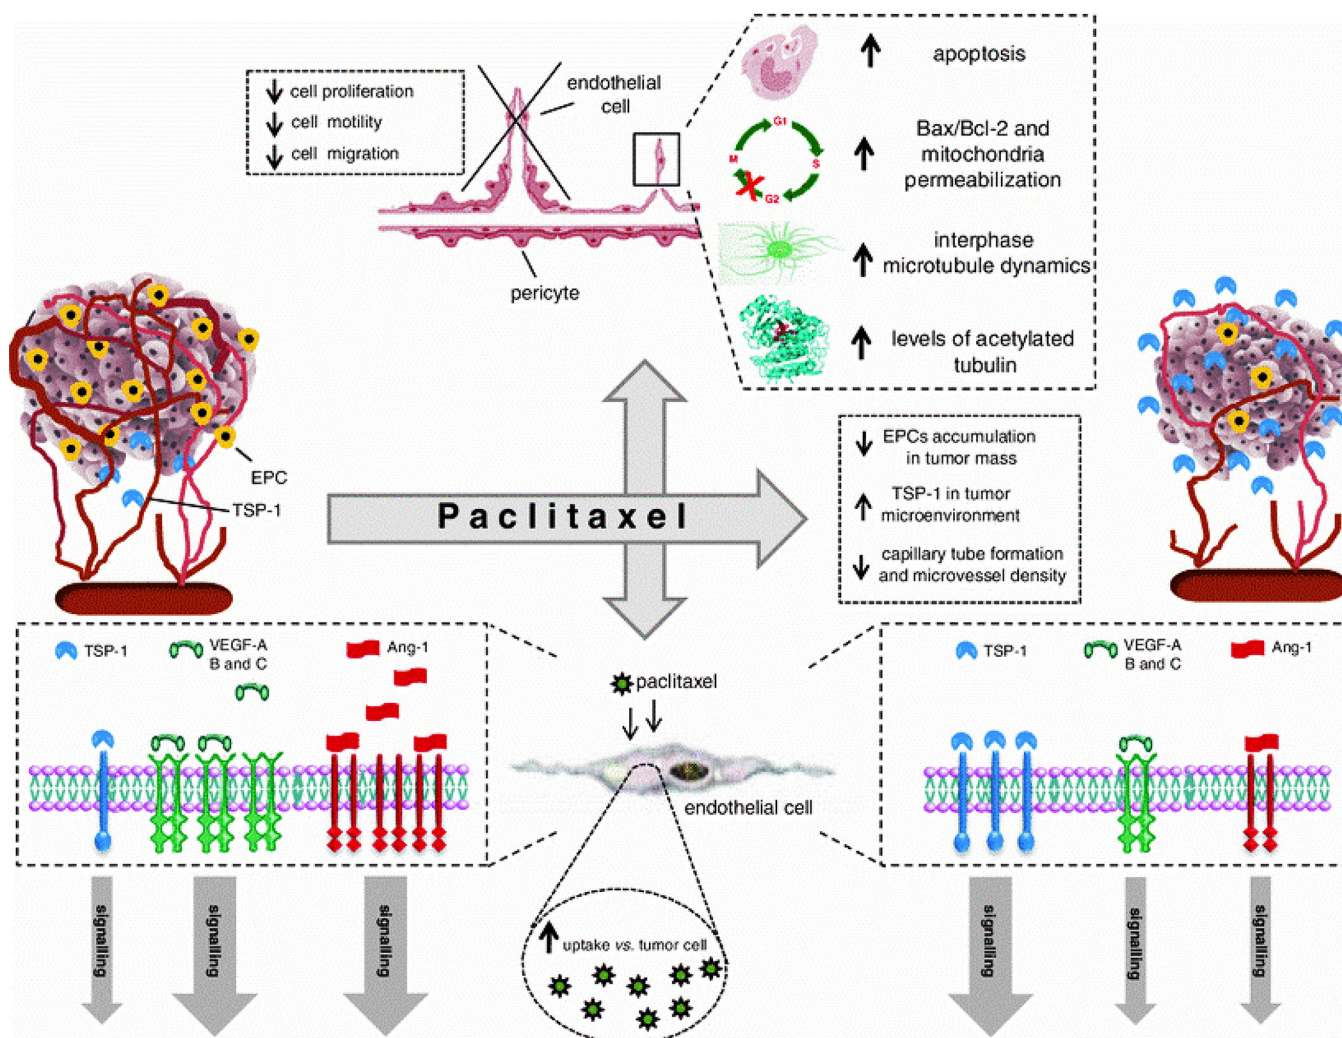 cell proliferation
cell motility
cell migration
endothelial
cell
pericyte
apoptosis
G1
S
G2
M
Bax/Bcl-2 and
mitochondria
permeabilization
interphase
microtubule dynamics
levels of acetylated
tubulin
EPC
TSP-1
Paclitaxel
EPCs accumulation
in tumor mass
TSP-1 in tumor
microenvironment
capillary tube formation
and microvessel density
TSP-1
VEGF-A
B and C
Ang-1
paclitaxel
endothelial cell
uptake vs. tumor cell
TSP-1
VEGF-A
B and C
Ang-1
signalling
signalling
signalling
signalling
signalling
signalling